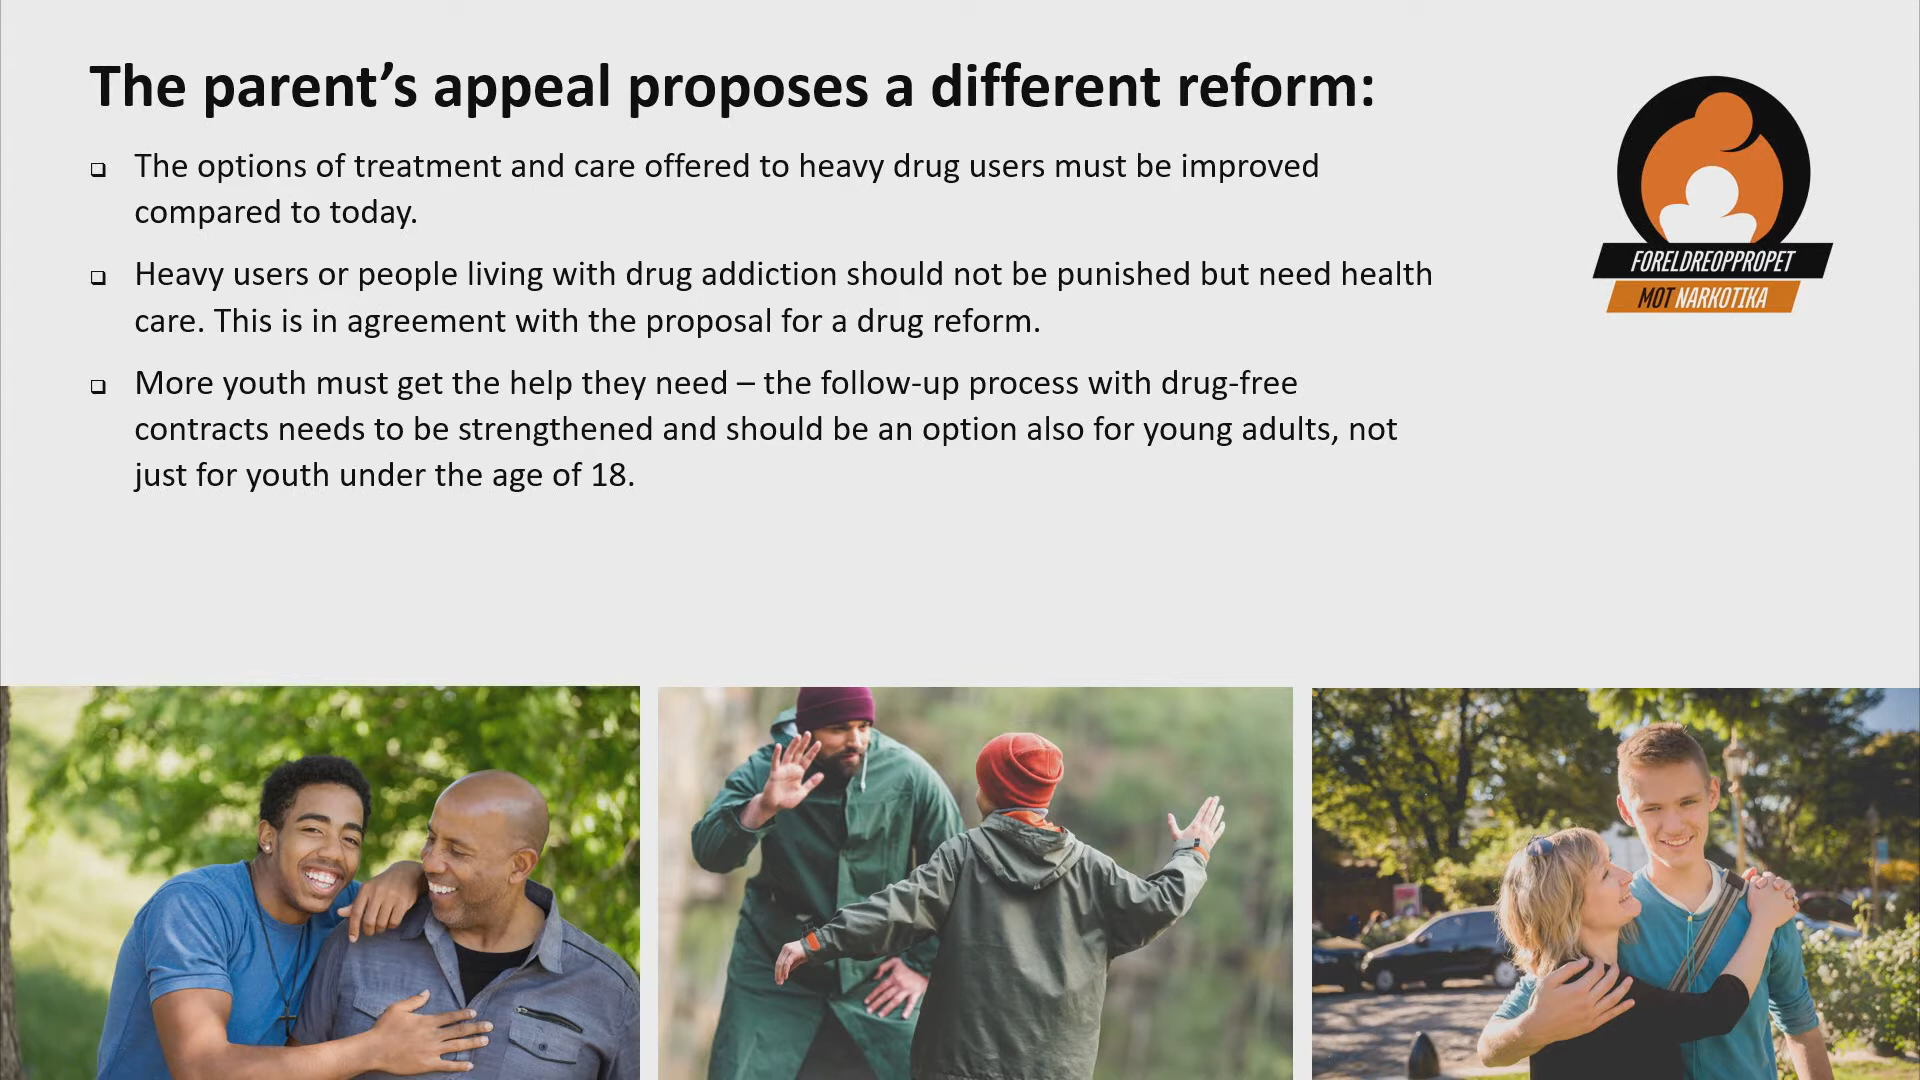 The parent’s appeal proposes a different reform:
The options of treatment and care offered to heavy drug users must be improved
compared to today.
Heavy users or people living with drug addiction should not be punished but need health
care. This is in agreement with the proposal for a drug reform.
More youth must get the help they need – the follow-up process with drug-free
contracts needs to be strengthened and should be an option also for young adults, not
just for youth under the age of 18.
FORELDREOPPROPET
MOT NARKOTIKA